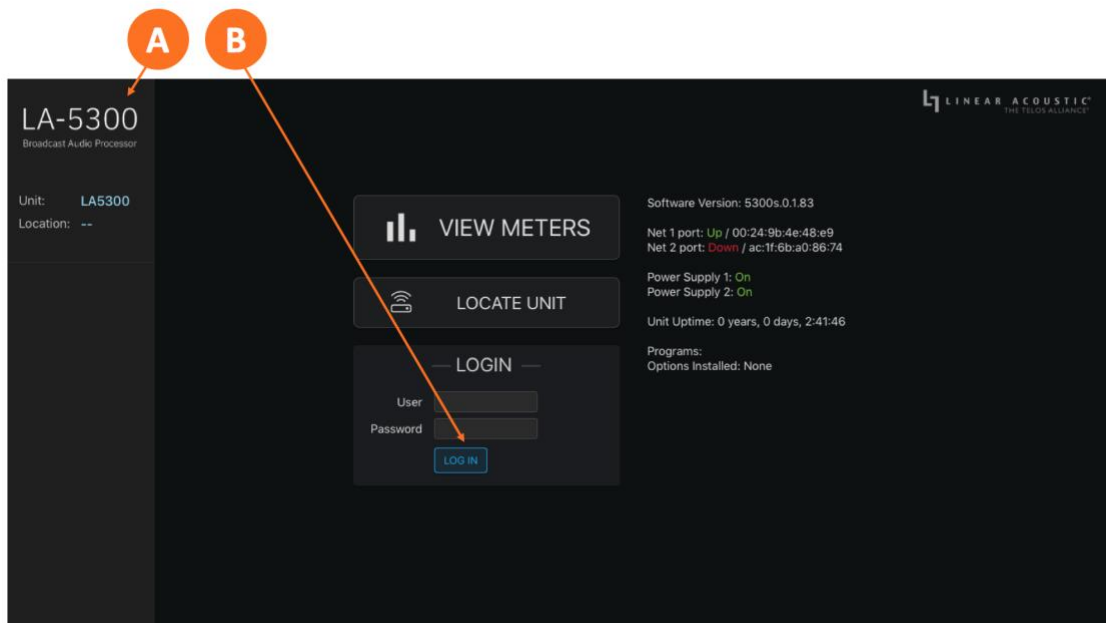 A B
LA-5300
Broadcast Audio Processor
Unit: LA5300
Location: --
VIEW METERS
LOCATE UNIT
LOGIN
User
Password
LOG IN
LINEAR ACOUSTIC®
THE TELOS ALLIANCE®
Software Version: 5300s.0.1.83
Net 1 port: Up / 00:24:9b:4e:48:e9
Net 2 port: Down / ac:1f:6b:a0:86:74
Power Supply 1: On
Power Supply 2: On
Unit Uptime: 0 years, 0 days, 2:41:46
Programs:
Options Installed: None